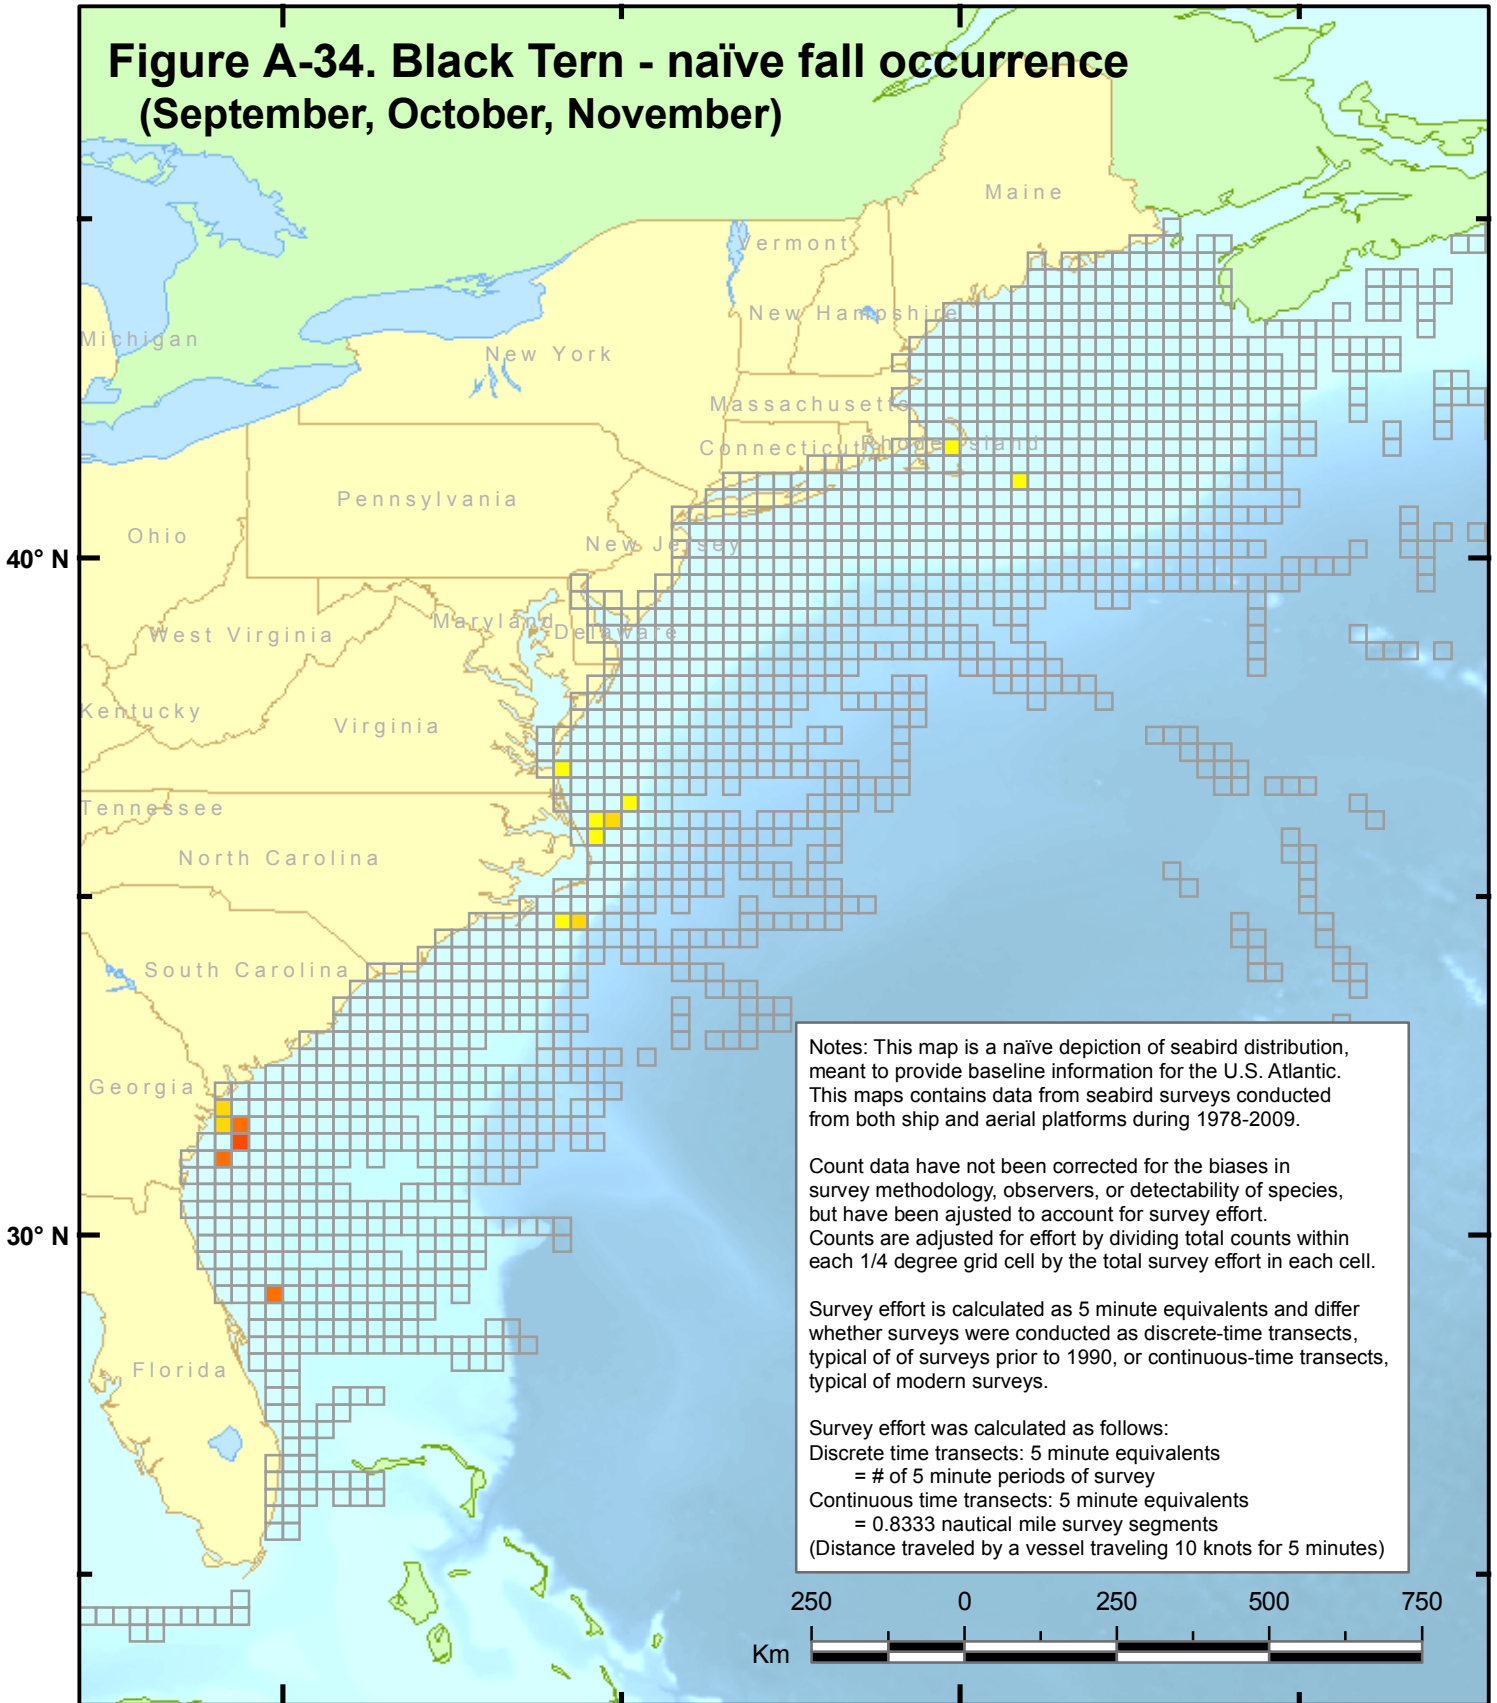 Figure A-34. Black Tern - naïve fall occurrence
(September, October, November)
Maine
Vermont
New Hampshire
Michigan
New York
Massachusetts
Connecticut
Rhode Island
Pennsylvania
Ohio
New Jersey
40° N
Maryland
Delaware
West Virginia
Kentucky
Virginia
Tennessee
North Carolina
South Carolina
Georgia
30° N
Florida
Notes: This map is a naïve depiction of seabird distribution,
meant to provide baseline information for the U.S. Atlantic.
This maps contains data from seabird surveys conducted
from both ship and aerial platforms during 1978-2009.
Count data have not been corrected for the biases in
survey methodology, observers, or detectability of species,
but have been ajusted to account for survey effort.
Counts are adjusted for effort by dividing total counts within
each 1/4 degree grid cell by the total survey effort in each cell.
Survey effort is calculated as 5 minute equivalents and differ
whether surveys were conducted as discrete-time transects,
typical of of surveys prior to 1990, or continuous-time transects,
typical of modern surveys.
Survey effort was calculated as follows:
Discrete time transects: 5 minute equivalents
= # of 5 minute periods of survey
Continuous time transects: 5 minute equivalents
= 0.8333 nautical mile survey segments
(Distance traveled by a vessel traveling 10 knots for 5 minutes)
250 0 250 500 750
Km